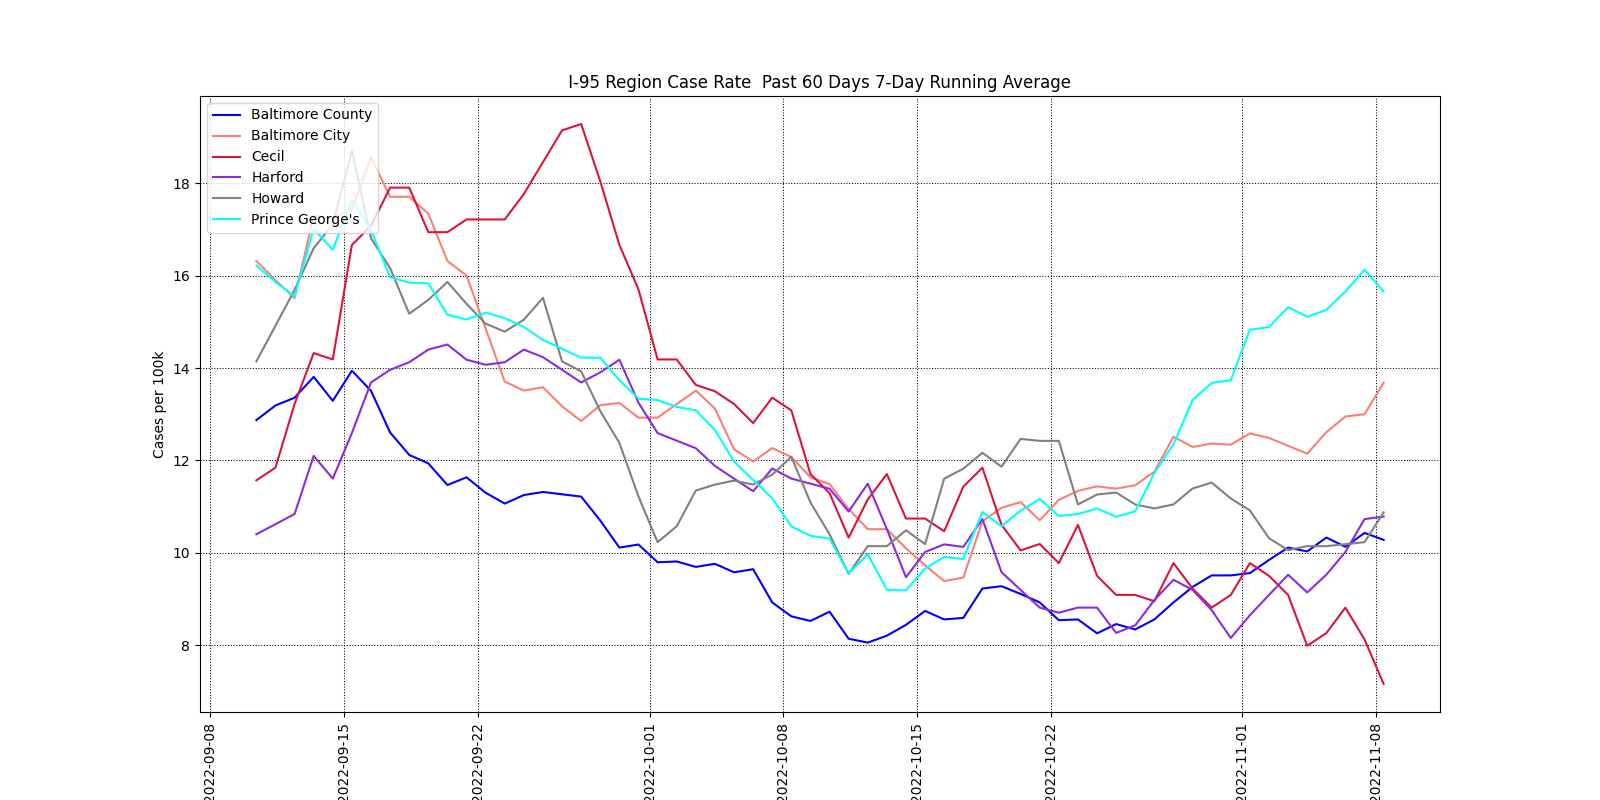 I-95 Region Case Rate  Past 60 Days 7-Day Running Average
Baltimore County
Baltimore City
Cecil
Harford
Howard
Prince George's
Cases per 100k
18
16
14
12
10
8
2022-09-08
2022-09-15
2022-09-22
2022-10-01
2022-10-08
2022-10-15
2022-10-22
2022-11-01
2022-11-08